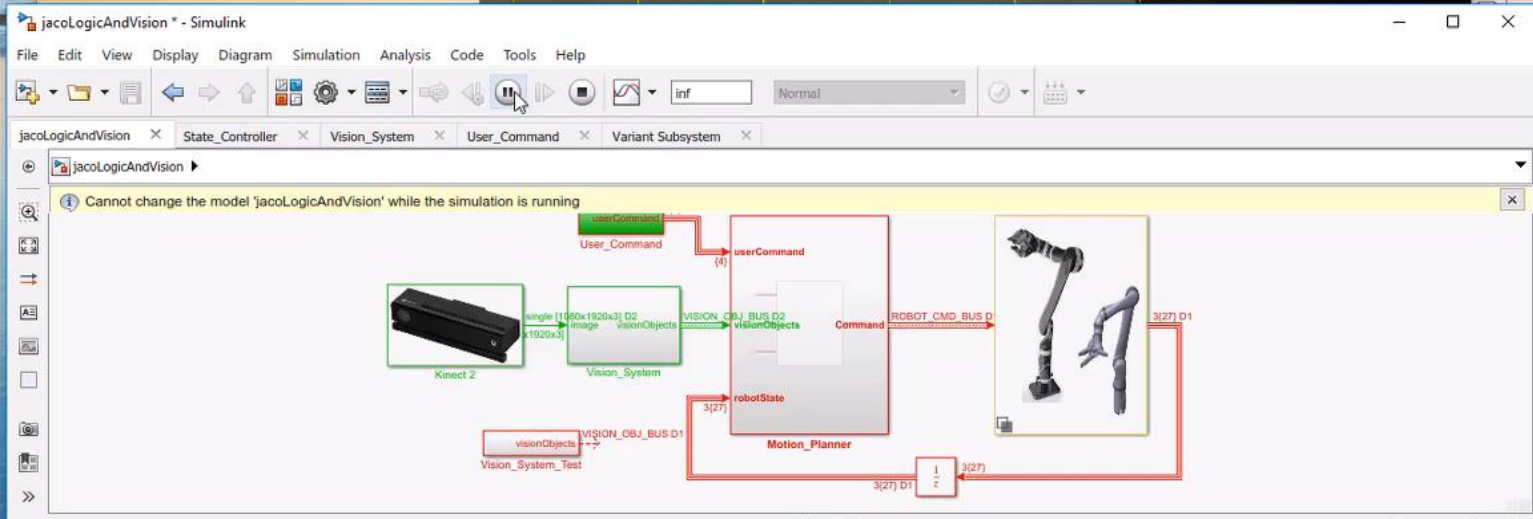 jacoLogicAndVision * - Simulink
File Edit View Display Diagram Simulation Analysis Code Tools Help
inf Normal
jacoLogicAndVision State_Controller Vision_System User_Command Variant Subsystem
jacoLogicAndVision
Cannot change the model 'jacoLogicAndVision' while the simulation is running
userCommand
User_Command
userCommand
{4}
single [1080x1920x3] D2
x1920x3]
image visionObjects
VISION_OBJ_BUS D2
visionObjects
Command
ROBOT_CMD_BUS D
3{27} D1
Kinect 2
Vision_System
robotState
3{27}
visionObjects
VISION_OBJ_BUS D1
Vision_System_Test
Motion_Planner
3{27} D1
1
z
3{27}